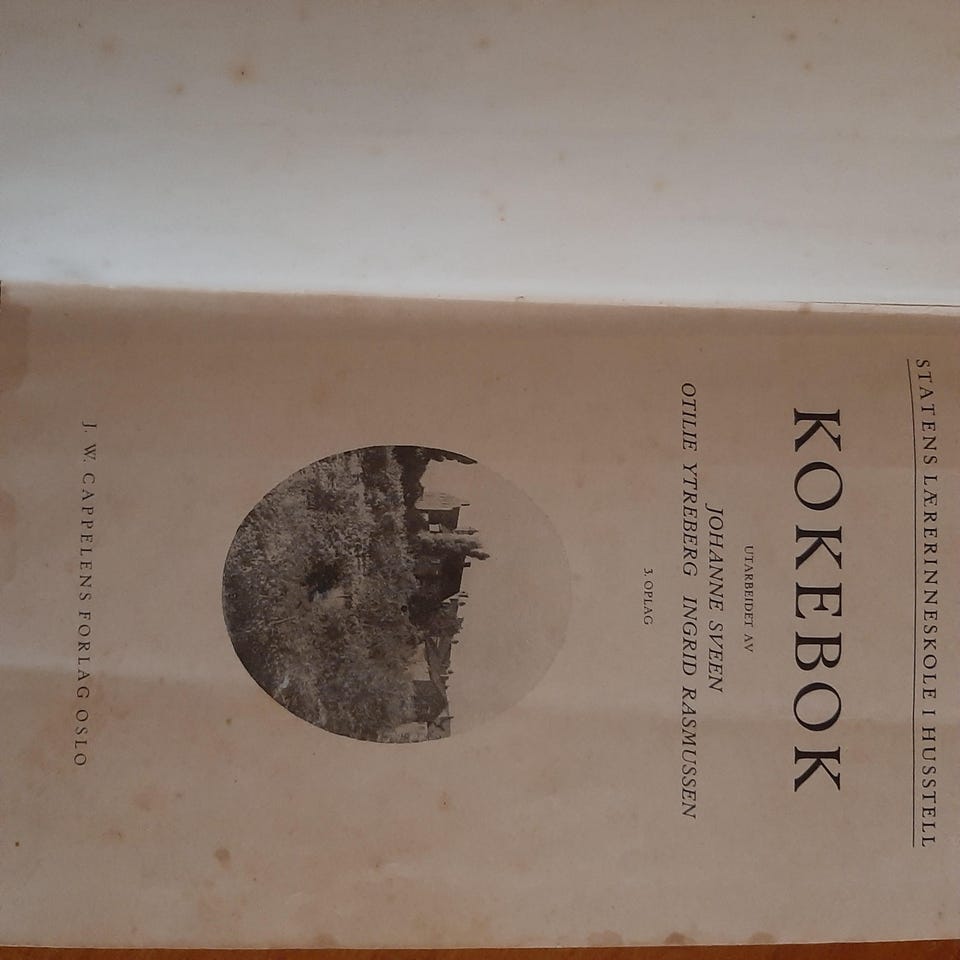 STATENS LÆRERINNESKOLE I HUSSTELL
KOKEBOK
UTARBEIDET AV
JOHANNE SVEEN
OTILIE YTREBERG INGRID RASMUSSEN
3. OPLAG
J. W. CAPPELENS FORLAG OSLO